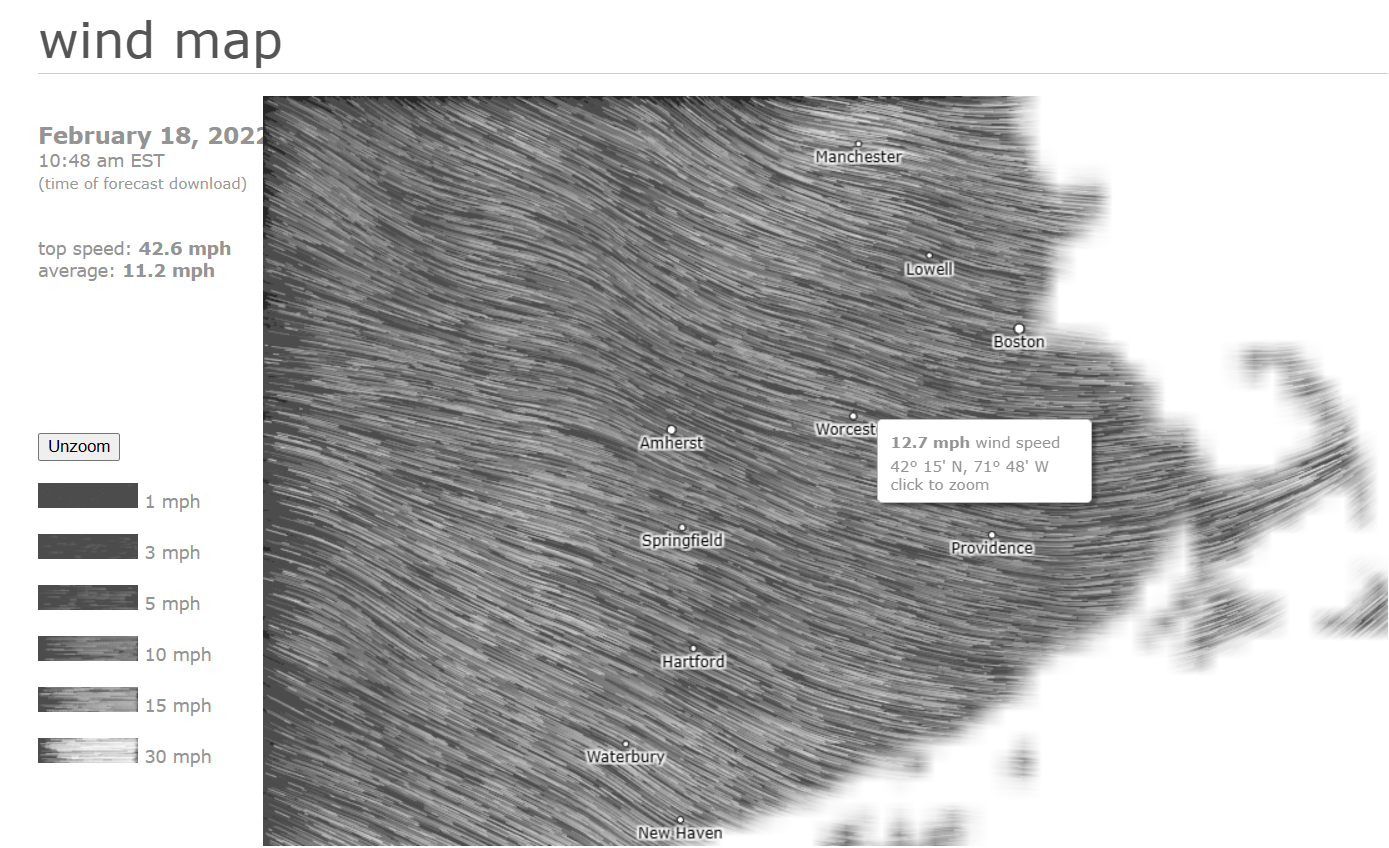 wind map
February 18, 2022
10:48 am EST
(time of forecast download)
top speed: 42.6 mph
average: 11.2 mph
Unzoom
1 mph
3 mph
5 mph
10 mph
15 mph
30 mph
Manchester
Lowell
Boston
Worcest
Amherst
12.7 mph wind speed
42º 15' N, 71º 48' W
click to zoom
Springfield
Providence
Hartford
Waterbury
New Haven